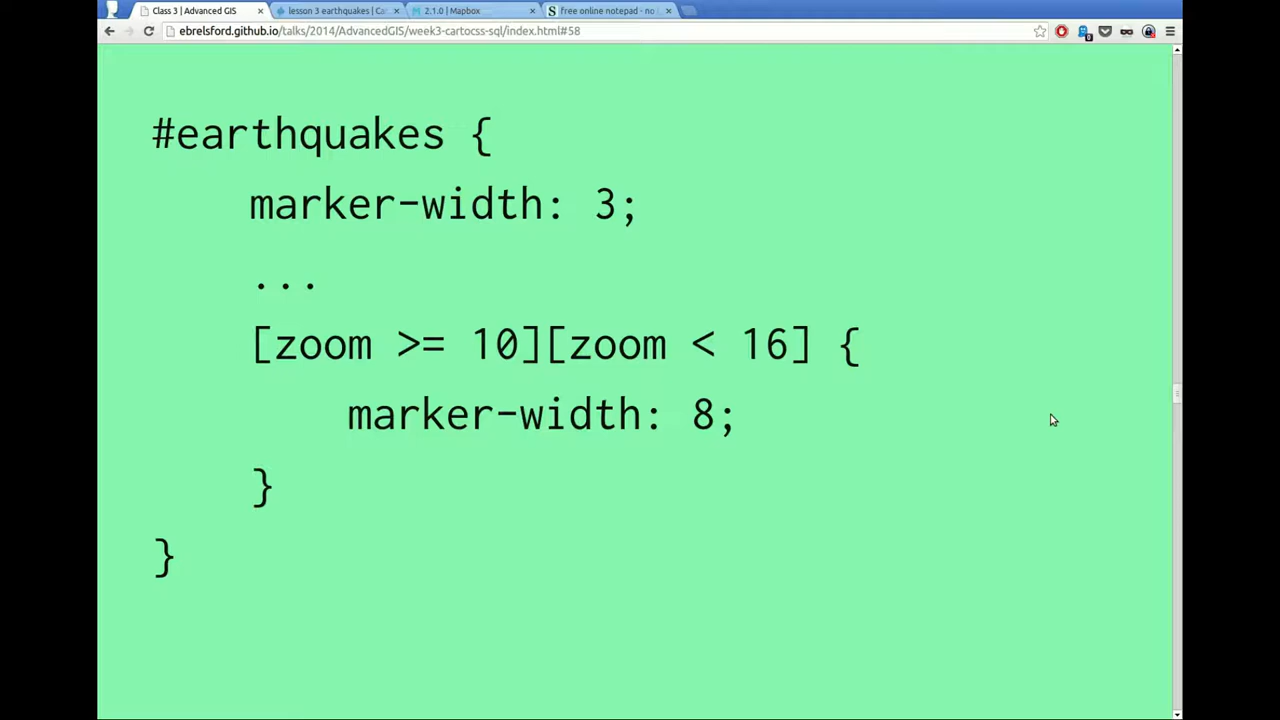 Class 3 | Advanced GIS
lesson 3 earthquakes | Ca
2.1.0 | Mapbox
free online notepad - no
ebrelsford.github.io/talks/2014/AdvancedGIS/week3-cartocss-sql/index.html#58
#earthquakes {
marker-width: 3;
...
[zoom >= 10][zoom < 16] {
marker-width: 8;
}
}